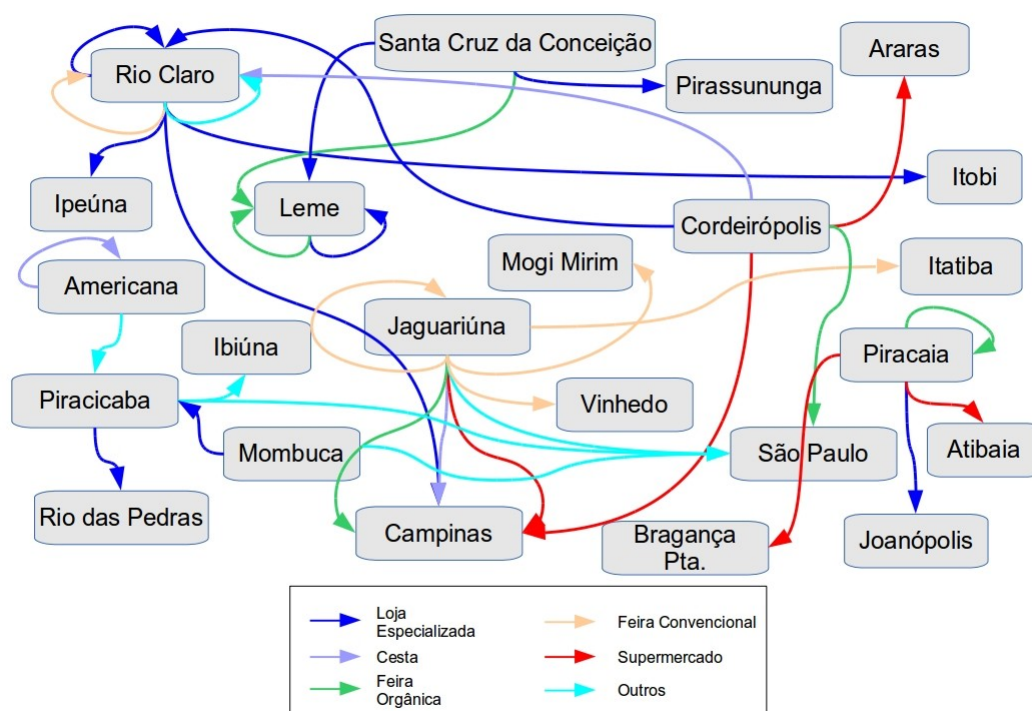 Santa Cruz da Conceição
Araras
Rio Claro
Pirassununga
Itobi
Ipeúna
Leme
Cordeirópolis
Mogi Mirim
Itatiba
Americana
Jaguariúna
Ibiúna
Piracaia
Piracicaba
Vinhedo
Mombuca
São Paulo
Atibaia
Rio das Pedras
Campinas
Bragança
Pta.
Joanópolis
Loja
Especializada
Cesta
Feira
Orgânica
Feira Convencional
Supermercado
Outros